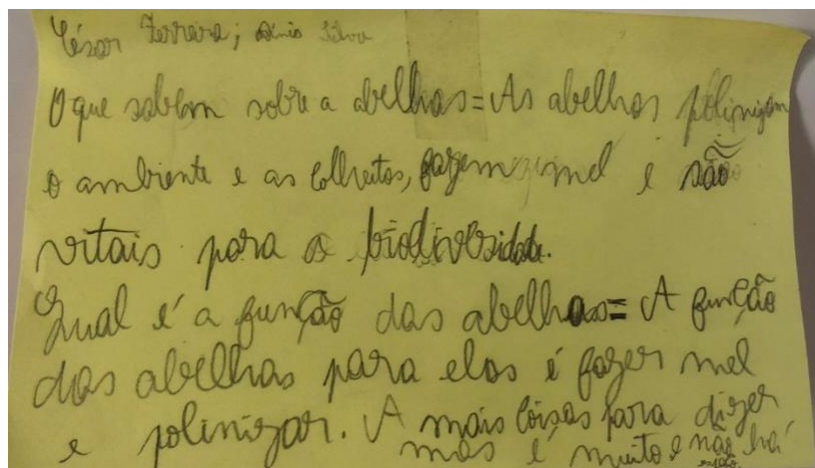 César Ferreira; Dinis Silva
O que sabem sobre a abelhas = As abelhas polinizam
o ambiente e as colheitas, fazem mel e são
vitais para a biodiversidade.
Qual é a função das abelhas = A função
das abelhas para elas é fazer mel
e polinizar. A mais coisas para dizer
mas é muito e não há